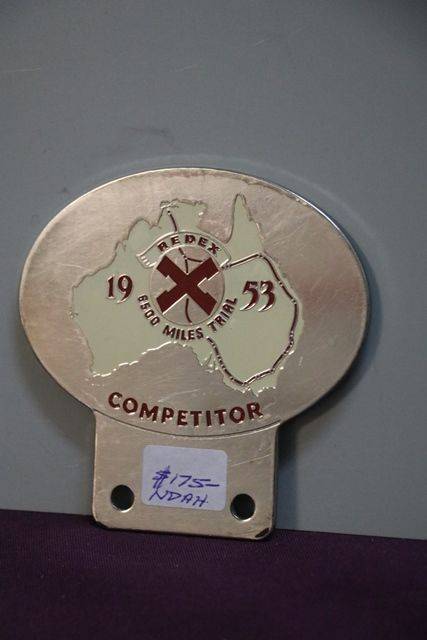 REDEX
19 53
6500 MILES TRIAL
COMPETITOR
$175-
NDAH